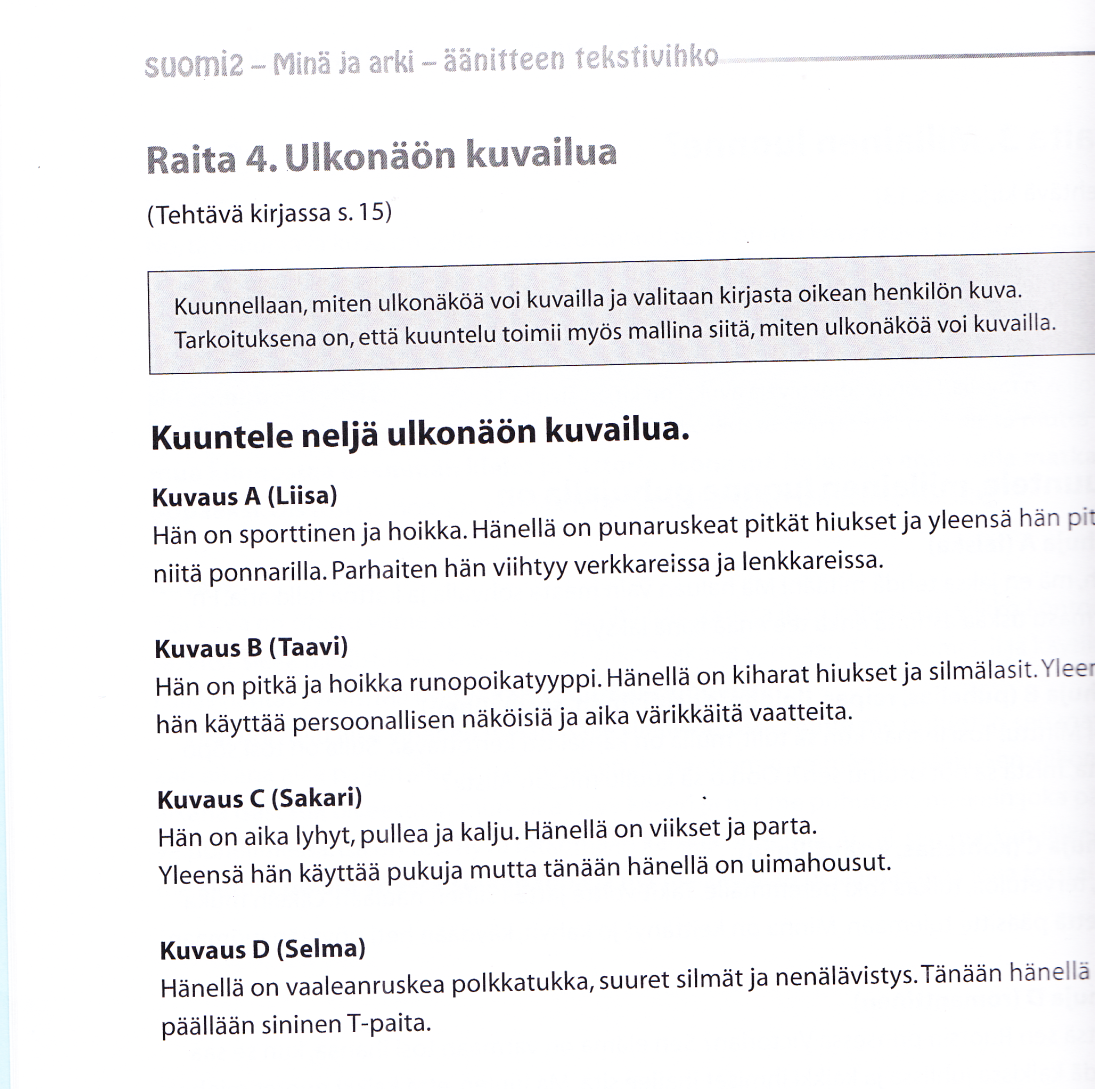 suomi2 – Minä ja arki – äänitteen tekstivihko
Raita 4. Ulkonäön kuvailua
(Tehtävä kirjassa s. 15)
Kuunnellaan, miten ulkonäköä voi kuvailla ja valitaan kirjasta oikean henkilön kuva.
Tarkoituksena on, että kuuntelu toimii myös mallina siitä, miten ulkonäköä voi kuvailla.
Kuuntele neljä ulkonäön kuvailua.
Kuvaus A (Liisa)
Hän on sporttinen ja hoikka. Hänellä on punaruskeat pitkät hiukset ja yleensä hän pit
niitä ponnarilla. Parhaiten hän viihtyy verkkareissa ja lenkkareissa.
Kuvaus B (Taavi)
Hän on pitkä ja hoikka runopoikatyyppi. Hänellä on kiharat hiukset ja silmälasit. Yleen
hän käyttää persoonallisen näköisiä ja aika värikkäitä vaatteita.
Kuvaus C (Sakari)
Hän on aika lyhyt, pullea ja kalju. Hänellä on viikset ja parta.
Yleensä hän käyttää pukuja mutta tänään hänellä on uimahousut.
Kuvaus D (Selma)
Hänellä on vaaleanruskea polkkatukka, suuret silmät ja nenälävistys. Tänään hänellä
päällään sininen T-paita.